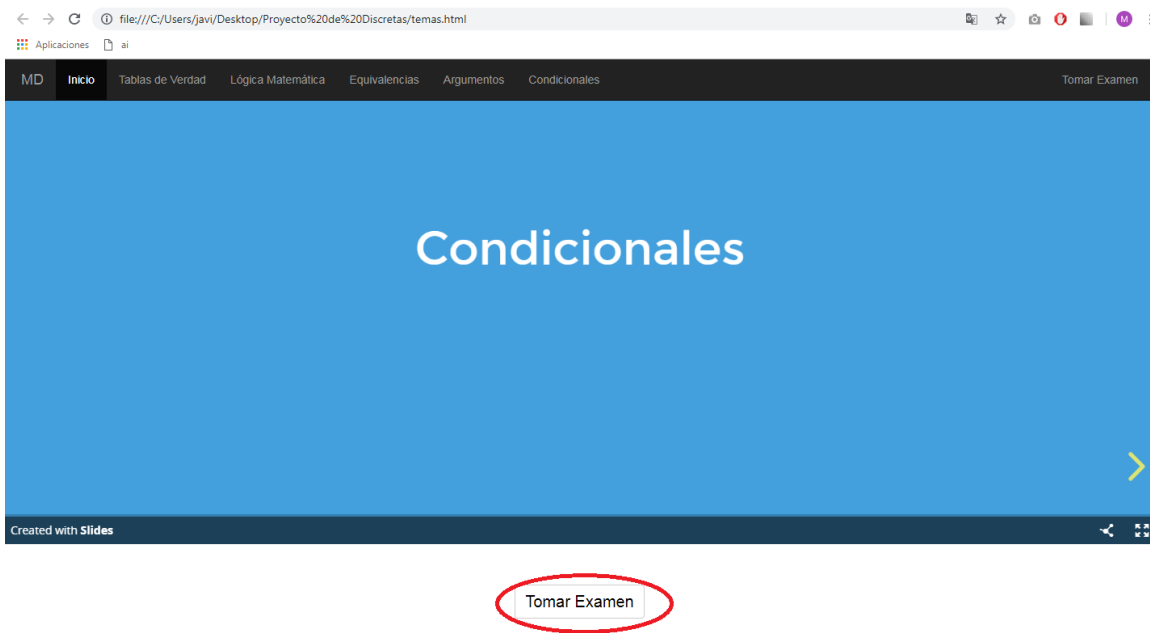 file:///C:/Users/javi/Desktop/Proyecto%20de%20Discretas/temas.html
Aplicaciones ai
MD Inicio Tablas de Verdad Lógica Matemática Equivalencias Argumentos Condicionales Tomar Examen
Condicionales
Created with Slides
Tomar Examen